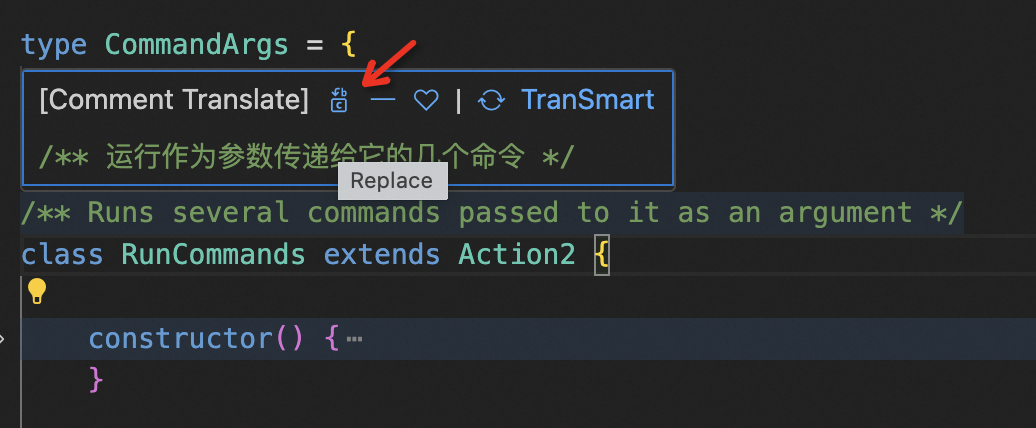 type CommandArgs = {
[Comment Translate] | TranSmart
/** 运行作为参数传递给它的几个命令 */
Replace
/** Runs several commands passed to it as an argument */
class RunCommands extends Action2 {
constructor() {⋯
}